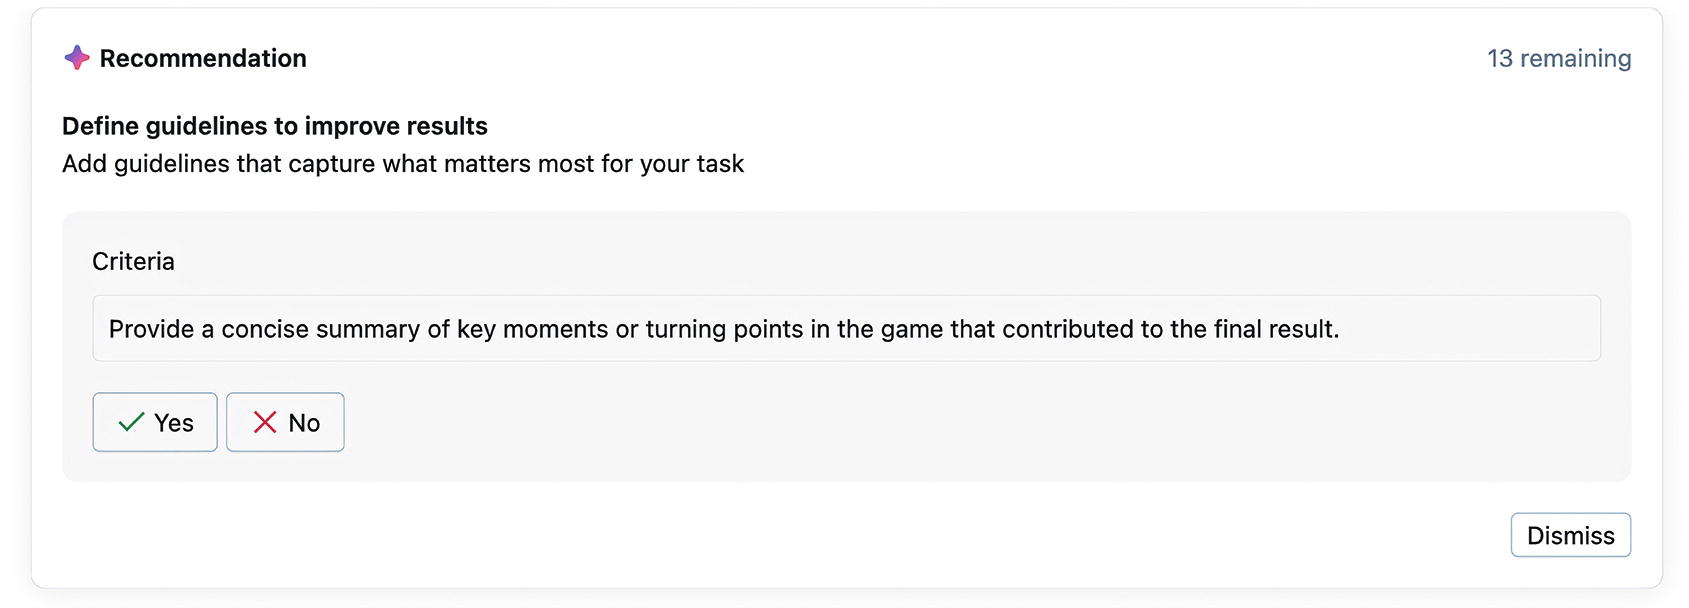 Recommendation
13 remaining
Define guidelines to improve results
Add guidelines that capture what matters most for your task
Criteria
Provide a concise summary of key moments or turning points in the game that contributed to the final result.
Yes
No
Dismiss